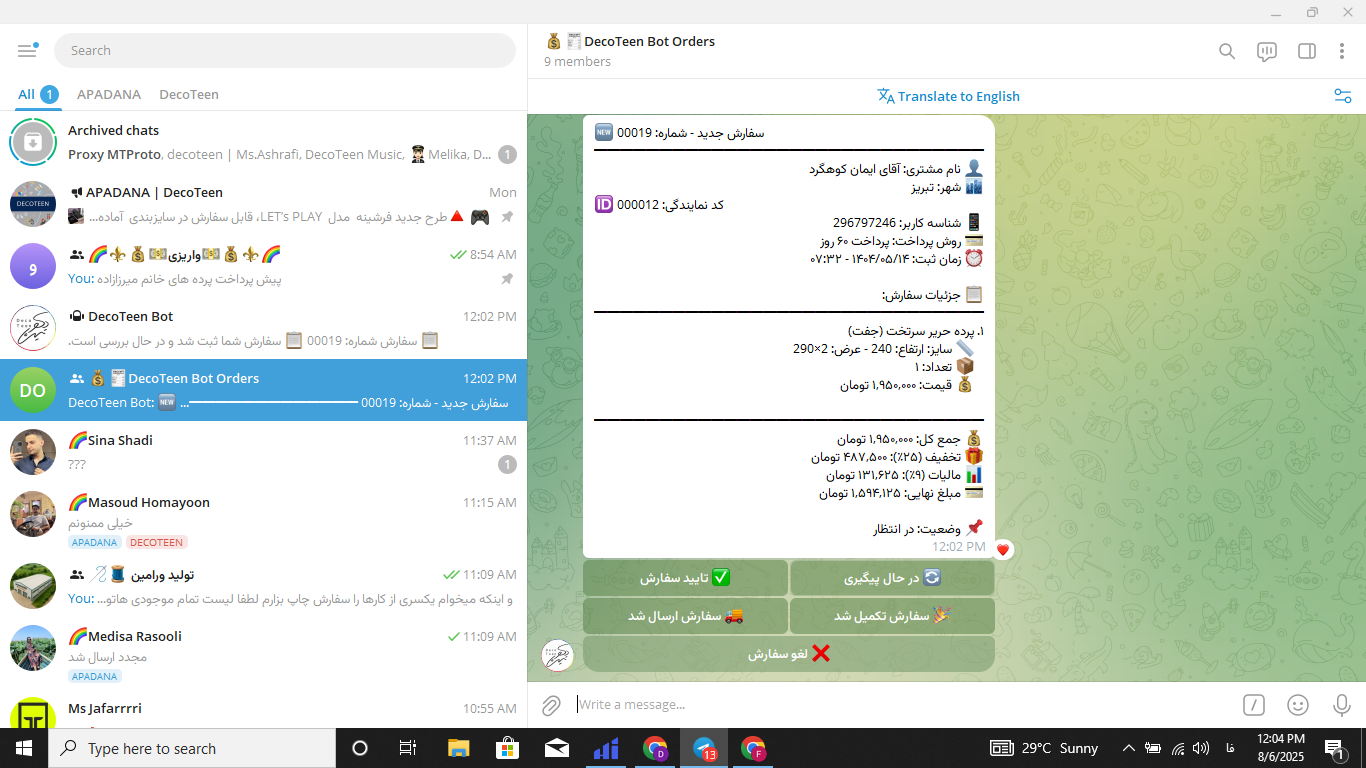 Search
All 1
APADANA
DecoTeen
Archived chats
Proxy MTProto, decoteen | Ms.Ashrafi, DecoTeen Music, Melika, D...
1
APADANA | DecoTeen
Mon
طرح جدید فرشینه مدل LET's PLAY، قابل سفارش در سایزبندی آماده...
و
واریزی
8:54 AM
You: پیش پرداخت پرده های خانم میرزازاده
DecoTeen Bot
12:02 PM
سفارش شماره: 00019 سفارش شما ثبت شد و در حال بررسی است.
DO
DecoTeen Bot Orders
12:02 PM
DecoTeen Bot: NEW سفارش جدید - شماره: 00019 ...
Sina Shadi
11:37 AM
???
1
Masoud Homayoon
11:15 AM
خیلی ممنونم
APADANA DECOTEEN
تولید ورامین
11:09 AM
You: و اینکه میخوام یکسری از کارها را سفارش چاپ بزارم لطفا لیست تمام موجودی هاتو...
Medisa Rasooli
11:09 AM
مجدد ارسال شد
APADANA
Ms Jafarrrri
10:55 AM
DecoTeen Bot Orders
9 members
Translate to English
NEW سفارش جدید - شماره: 00019
نام مشتری: آقای ایمان کوهگرد
شهر: تبریز
ID کد نمایندگی: 000012
شناسه کاربر: 296797246
روش پرداخت: پرداخت ۶۰ روز
زمان ثبت: ۱۴۰۴/۰۵/۱۴ - ۰۷:۳۲
جزئیات سفارش:
۱. پرده حریر سرتخت (جفت)
سایز: ارتفاع: 240 - عرض: 2×290
تعداد: ۱
قیمت: ۱,۹۵۰,۰۰۰ تومان
جمع کل: ۱,۹۵۰,۰۰۰ تومان
تخفیف (۲۵٪): ۴۸۷,۵۰۰ تومان
مالیات (۹٪): ۱۳۱,۶۲۵ تومان
مبلغ نهایی: ۱,۵۹۴,۱۲۵ تومان
وضعیت: در انتظار
12:02 PM
تایید سفارش
در حال پیگیری
سفارش ارسال شد
سفارش تکمیل شد
لغو سفارش
Write a message...
Type here to search
D
13
F
29°C Sunny
فا
12:04 PM
8/6/2025
1